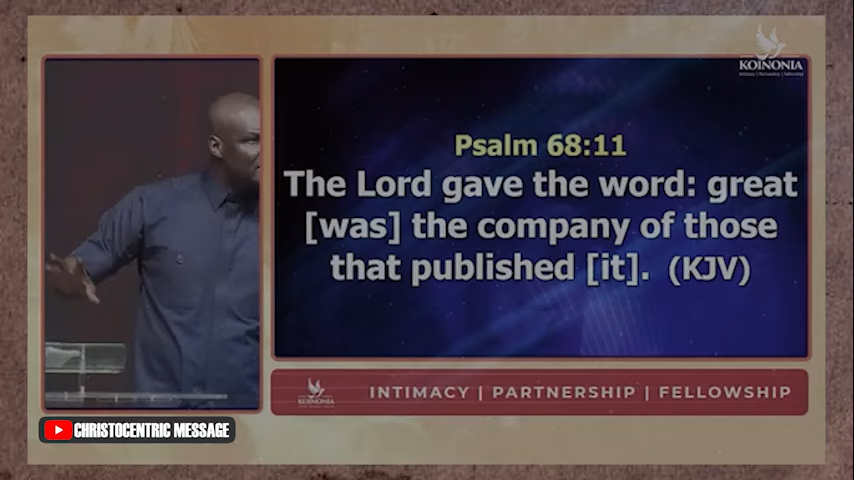 KOINONIA
Psalm 68:11
The Lord gave the word: great
[was] the company of those
that published [it]. (KJV)
INTIMACY | PARTNERSHIP | FELLOWSHIP
KOINONIA
CHRISTOCENTRIC MESSAGE